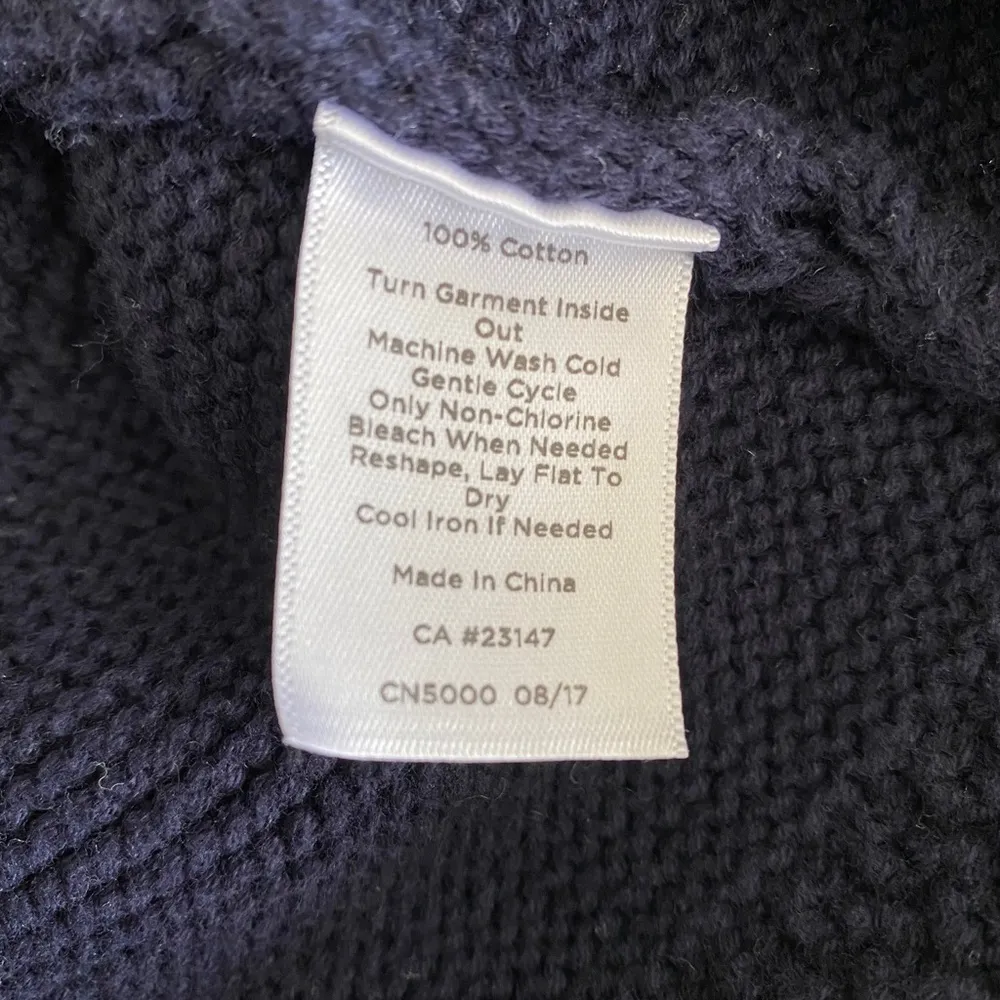 100% Cotton
Turn Garment Inside
Out
Machine Wash Cold
Gentle Cycle
Only Non-Chlorine
Bleach When Needed
Reshape, Lay Flat To
Dry
Cool Iron If Needed
Made In China
CA #23147
CN5000 08/17